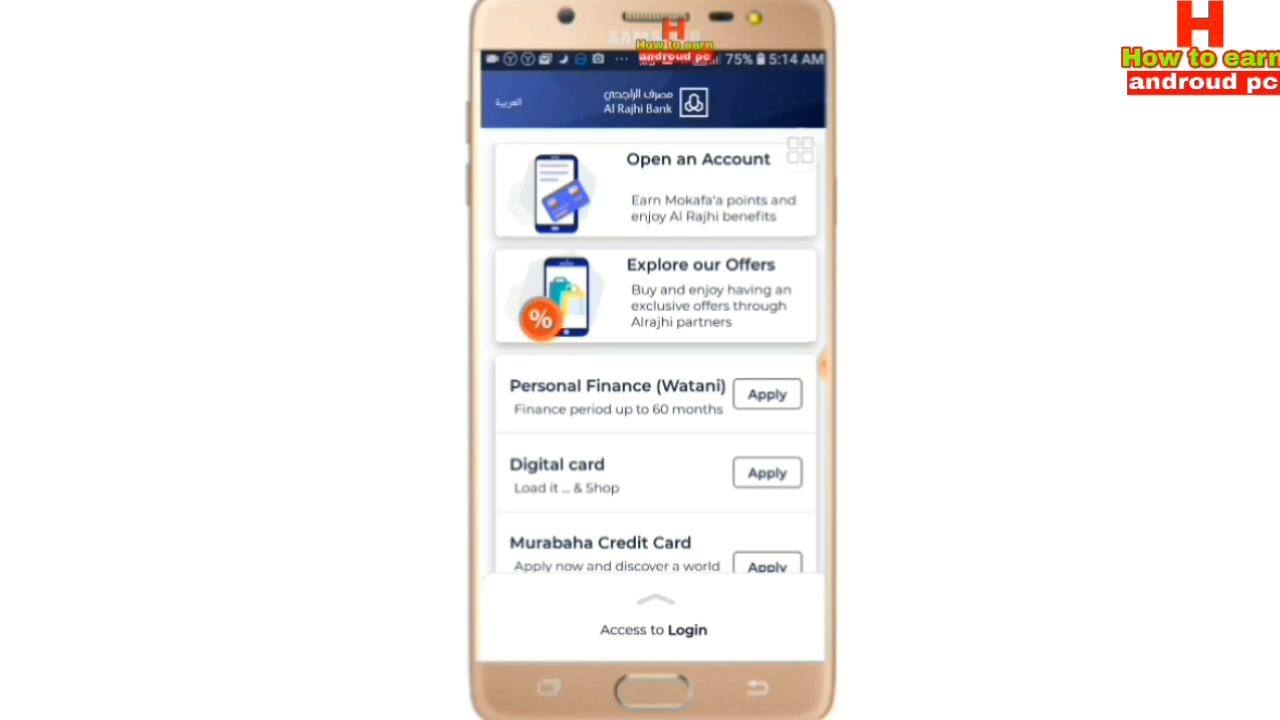 H
How to earn
androud pc
SAMSUNG
H
How to earn
androud pc
75% 5:14 AM
العربية
مصرف الراجحي
Al Rajhi Bank
Open an Account
Earn Mokafa'a points and
enjoy Al Rajhi benefits
Explore our Offers
Buy and enjoy having an
exclusive offers through
Alrajhi partners
%
Personal Finance (Watani)
Apply
Finance period up to 60 months
Digital card
Apply
Load it ... & Shop
Murabaha Credit Card
Apply now and discover a world
Apply
Access to Login